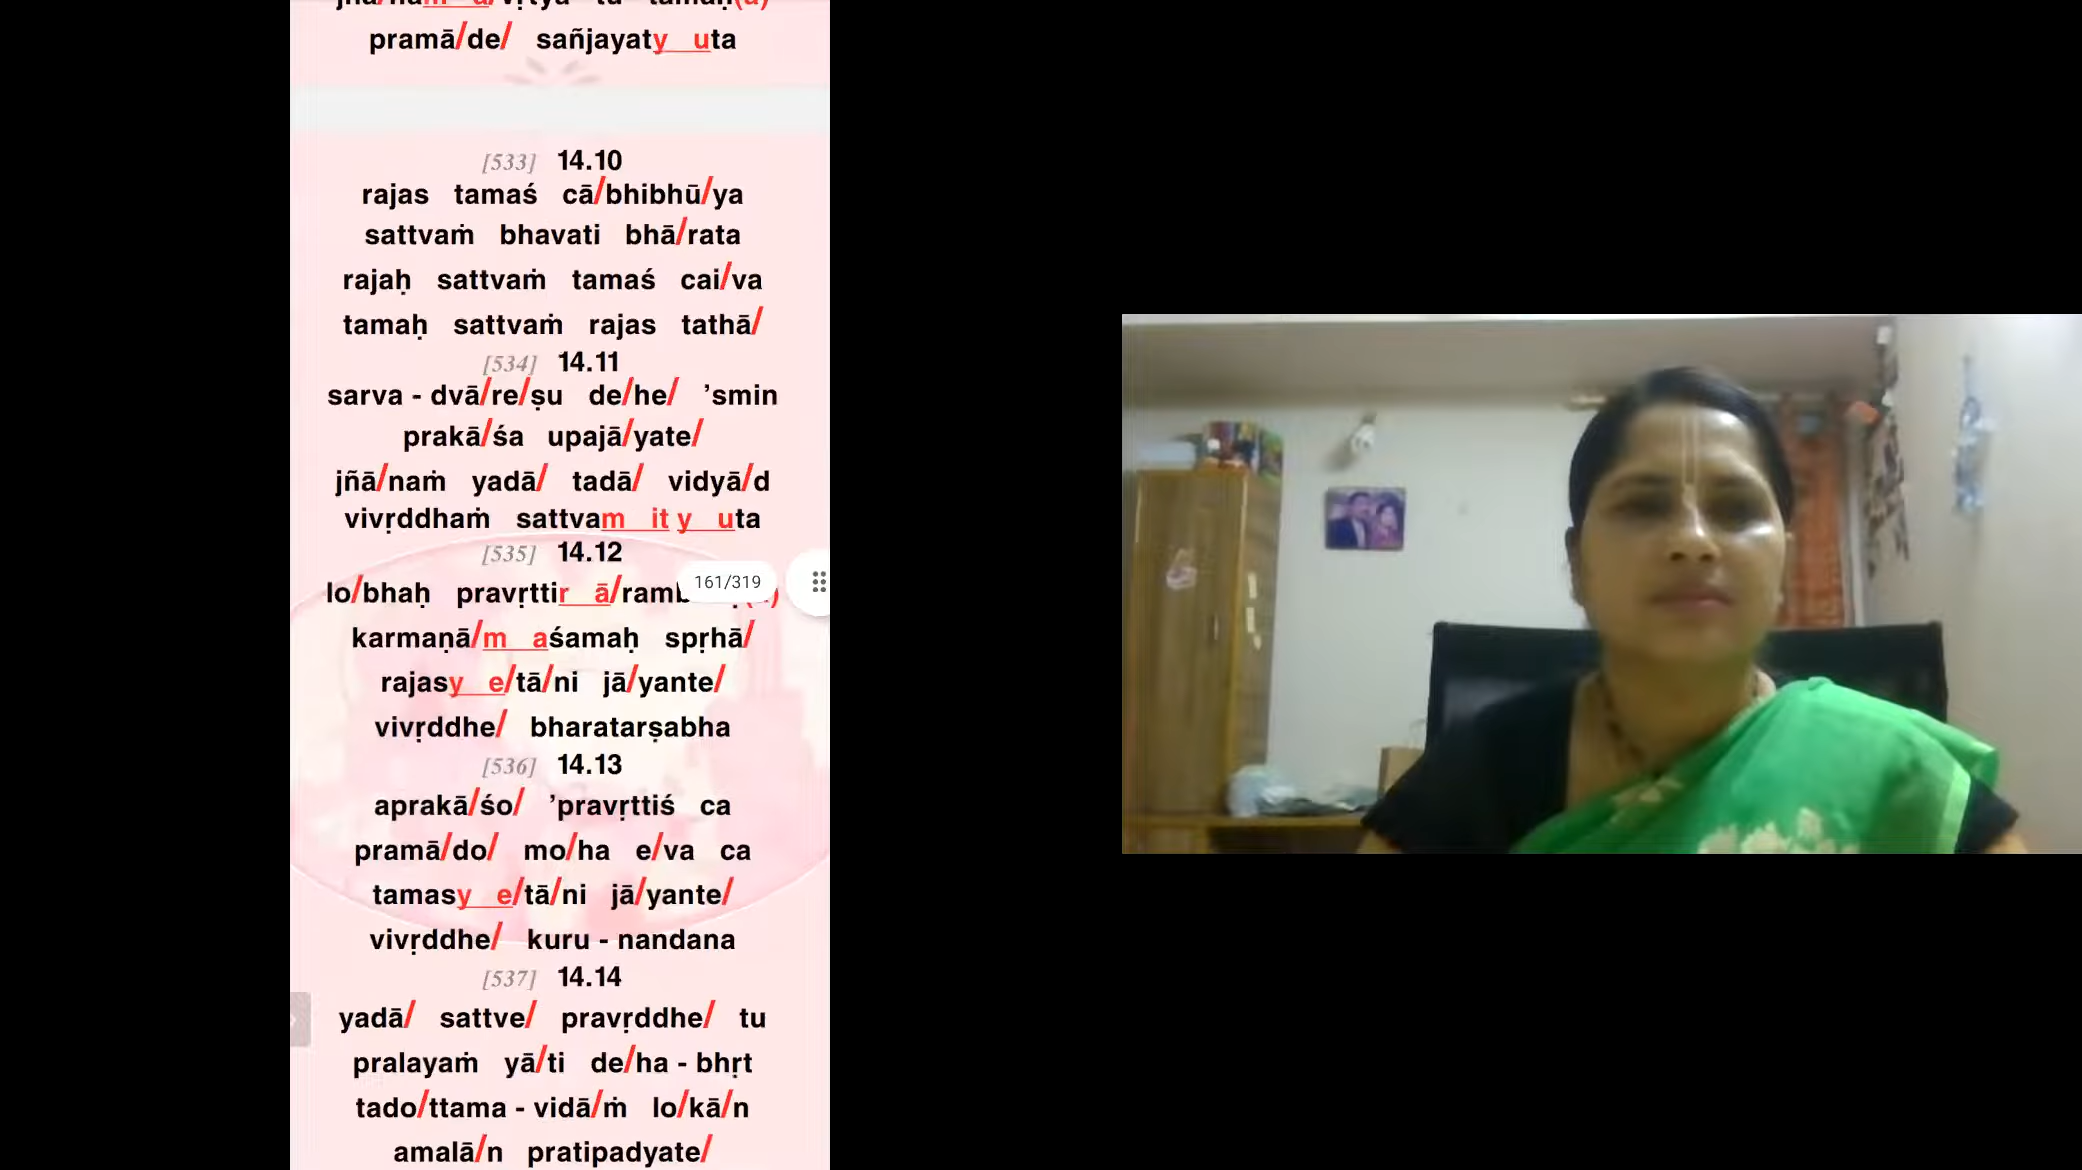 pramā/de/ sañjayaty uta
[533] 14.10
rajas tamaś cā/bhibhū/ya
sattvaṁ bhavati bhā/rata
rajaḥ sattvaṁ tamaś cai/va
tamaḥ sattvaṁ rajas tathā/
[534] 14.11
sarva - dvā/re/ṣu de/he/ ’smin
prakā/śa upajā/yate/
jñā/naṁ yadā/ tadā/ vidyā/d
vivṛddhaṁ sattvam ity uta
[535] 14.12
lo/bhaḥ pravṛttir ā/ramb
161/319
karmaṇā/m aśamaḥ spṛhā/
rajasy e/tā/ni jā/yante/
vivṛddhe/ bharatarṣabha
[536] 14.13
aprakā/śo/ ’pravṛttiś ca
pramā/do/ mo/ha e/va ca
tamasy e/tā/ni jā/yante/
vivṛddhe/ kuru - nandana
[537] 14.14
yadā/ sattve/ pravṛddhe/ tu
pralayaṁ yā/ti de/ha - bhṛt
tado/ttama - vidā/ṁ lo/kā/n
amalā/n pratipadyate/